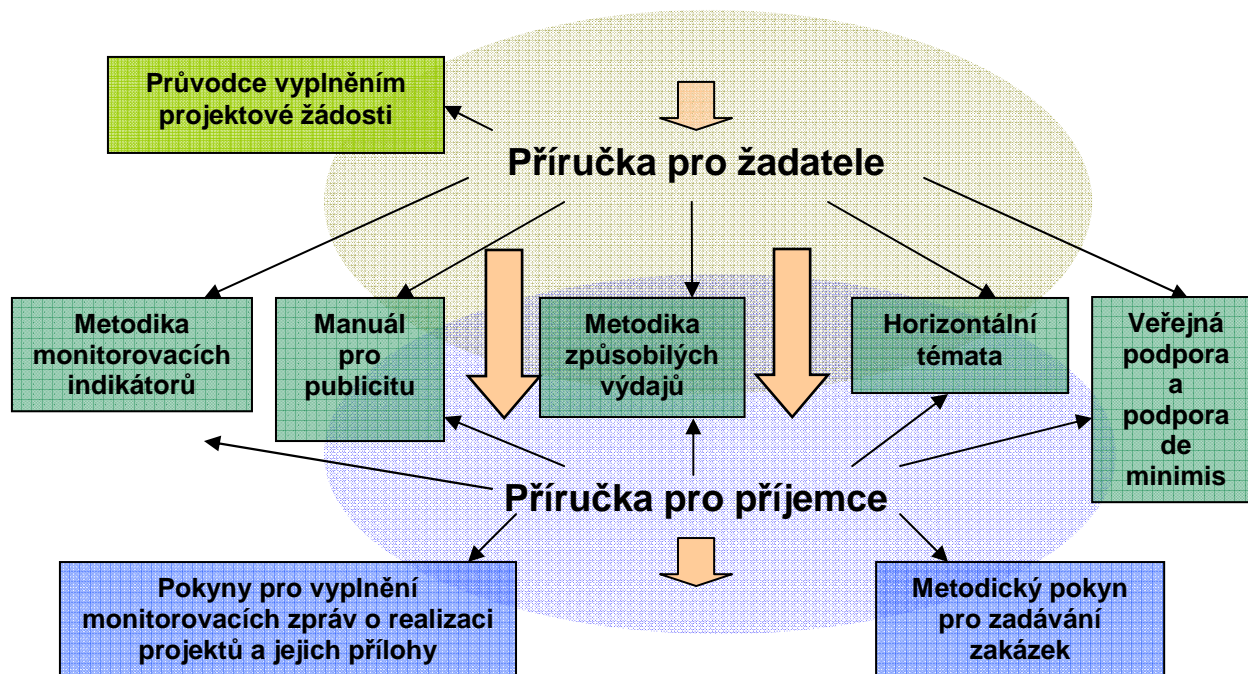 Průvodce vyplněním
projektové žádosti
Příručka pro žadatele
Metodika
monitorovacích
indikátorů
Manuál
pro
publicitu
Metodika
způsobilých
výdajů
Horizontální
témata
Veřejná
podpora
a
podpora
de
minimis
Příručka pro příjemce
Pokyny pro vyplnění
monitorovacích zpráv o realizaci
projektů a jejich přílohy
Metodický pokyn
pro zadávání
zakázek